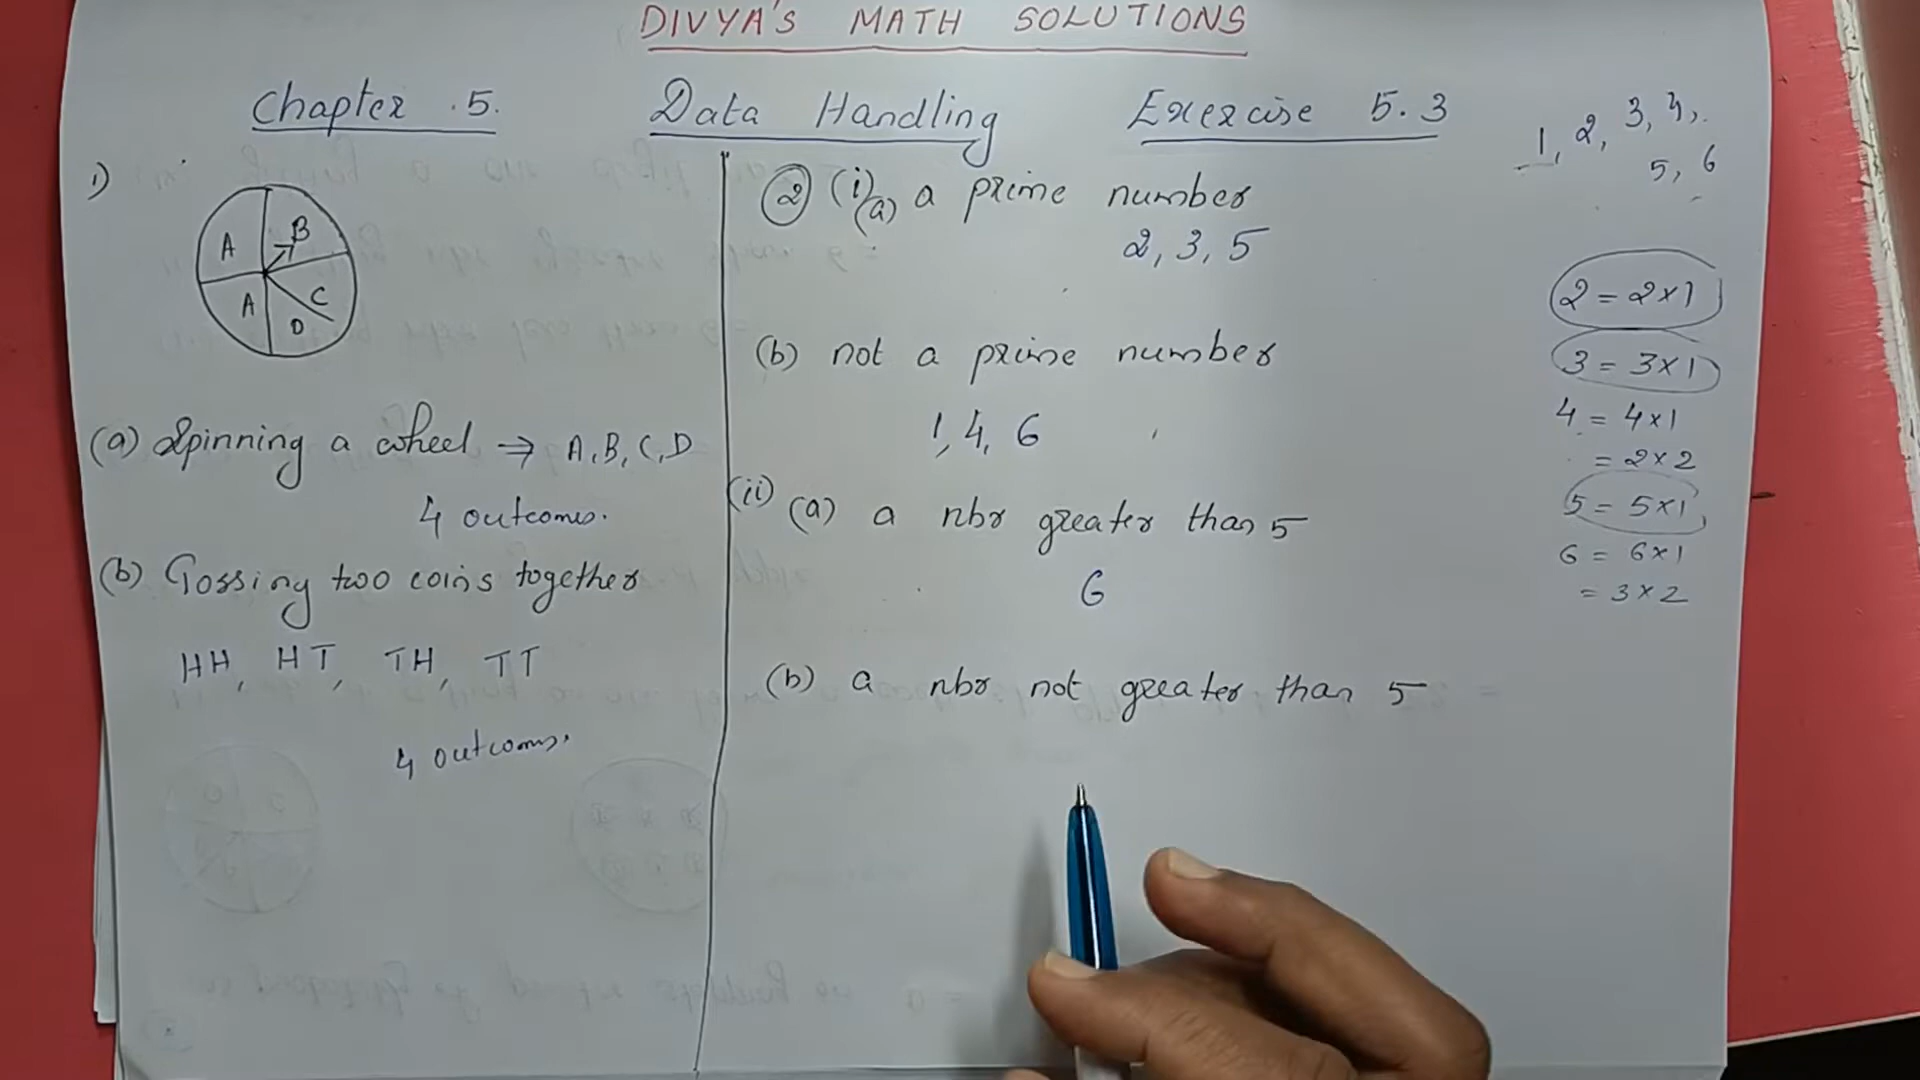 DIVYA'S MATH SOLUTIONS
Chapter .5. Data Handling Exercise 5.3
1, 2, 3, 4,
5, 6
1)
A B
A C
D
(a) Spinning a wheel → A, B, C, D
4 outcomes.
(b) Tossing two coins together
HH, HT, TH, TT
4 outcoms.
2 (i) (a) a prime number
2, 3, 5
(b) not a prime number
1, 4, 6
(ii) (a) a nbr greater than 5
6
(b) a nbr not greater than 5
2 = 2×1
3 = 3×1
4 = 4×1
= 2×2
5 = 5×1
6 = 6×1
= 3×2